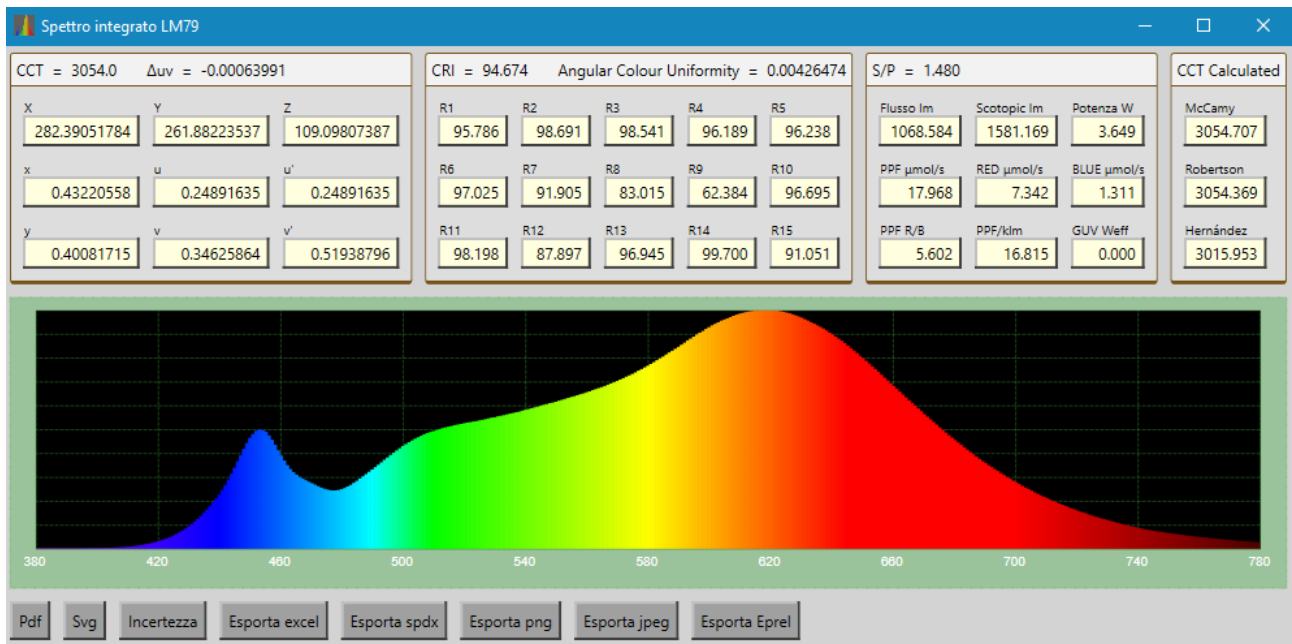 Spettro integrato LM79
CCT = 3054.0 Δuv = -0.00063991
X Y Z
282.39051784 261.88223537 109.09807387
x u u'
0.43220558 0.24891635 0.24891635
y v v'
0.40081715 0.34625864 0.51938796
CRI = 94.674 Angular Colour Uniformity = 0.00426474
R1 R2 R3 R4 R5
95.786 98.691 98.541 96.189 96.238
R6 R7 R8 R9 R10
97.025 91.905 83.015 62.384 96.695
R11 R12 R13 R14 R15
98.198 87.897 96.945 99.700 91.051
S/P = 1.480
Flusso lm Scotopic lm Potenza W
1068.584 1581.169 3.649
PPF µmol/s RED µmol/s BLUE µmol/s
17.968 7.342 1.311
PPF R/B PPF/klm GUV Weff
5.602 16.815 0.000
CCT Calculated
McCamy
3054.707
Robertson
3054.369
Hernández
3015.953
380 420 460 500 540 580 620 660 700 740 780
Pdf Svg Incertezza Esporta excel Esporta spdx Esporta png Esporta jpeg Esporta Eprel